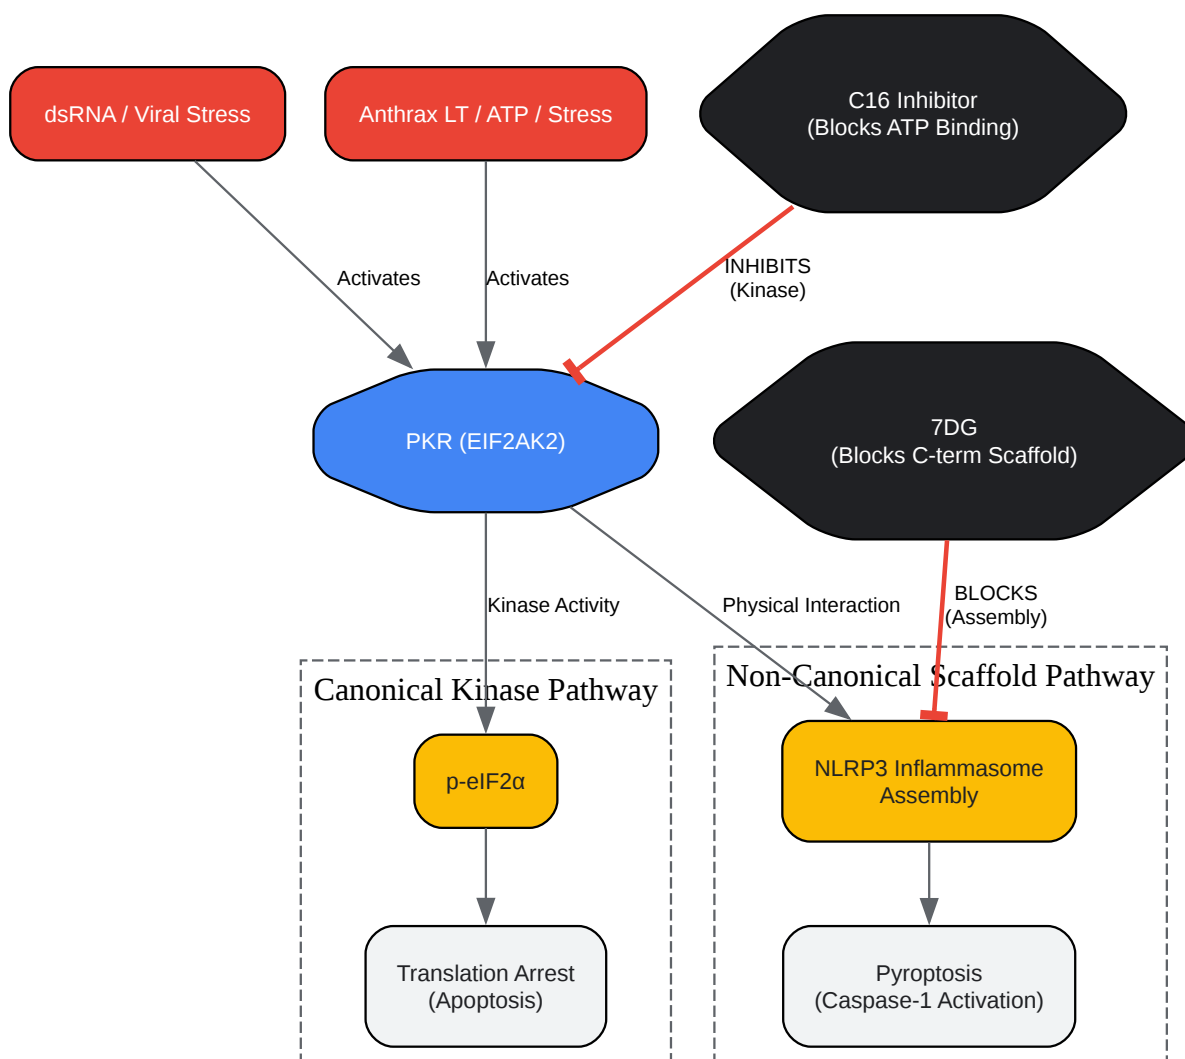 dsRNA / Viral Stress
Anthrax LT / ATP / Stress
C16 Inhibitor
(Blocks ATP Binding)
Activates
Activates
INHIBITS
(Kinase)
PKR (EIF2AK2)
7DG
(Blocks C-term Scaffold)
Kinase Activity
Physical Interaction
BLOCKS
(Assembly)
Canonical Kinase Pathway
Non-Canonical Scaffold Pathway
p-eIF2α
NLRP3 Inflammasome
Assembly
Translation Arrest
(Apoptosis)
Pyroptosis
(Caspase-1 Activation)